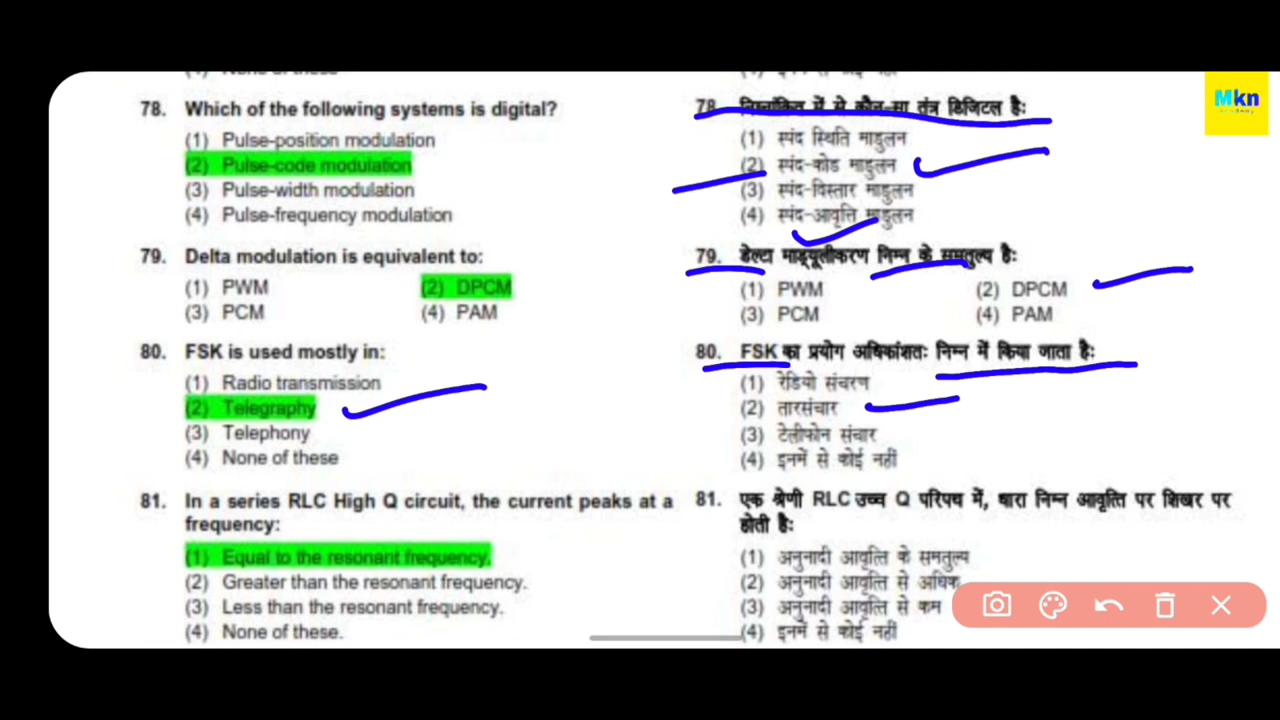 78. Which of the following systems is digital?
(1) Pulse-position modulation
(2) Pulse-code modulation
(3) Pulse-width modulation
(4) Pulse-frequency modulation
79. Delta modulation is equivalent to:
(1) PWM (2) DPCM
(3) PCM (4) PAM
80. FSK is used mostly in:
(1) Radio transmission
(2) Telegraphy
(3) Telephony
(4) None of these
81. In a series RLC High Q circuit, the current peaks at a
frequency:
(1) Equal to the resonant frequency.
(2) Greater than the resonant frequency.
(3) Less than the resonant frequency.
(4) None of these.
78. निम्नांकित में से कौन-सा तंत्र डिजिटल है:
(1) स्पंद स्थिति माडुलन
(2) स्पंद-कोड माडुलन
(3) स्पंद-विस्तार माडुलन
(4) स्पंद-आवृत्ति माडुलन
79. डेल्टा माड्यूलीकरण निम्न के समतुल्य है:
(1) PWM (2) DPCM
(3) PCM (4) PAM
80. FSK का प्रयोग अधिकांशतः निम्न में किया जाता है:
(1) रेडियो संचरण
(2) तारसंचार
(3) टेलीफोन संचार
(4) इनमें से कोई नहीं
81. एक श्रेणी RLC उच्च Q परिपथ में, धारा निम्न आवृत्ति पर शिखर पर
होती है:
(1) अनुनादी आवृत्ति के समतुल्य
(2) अनुनादी आवृत्ति से अधिक
(3) अनुनादी आवृत्ति से कम
(4) इनमें से कोई नहीं
Mkn